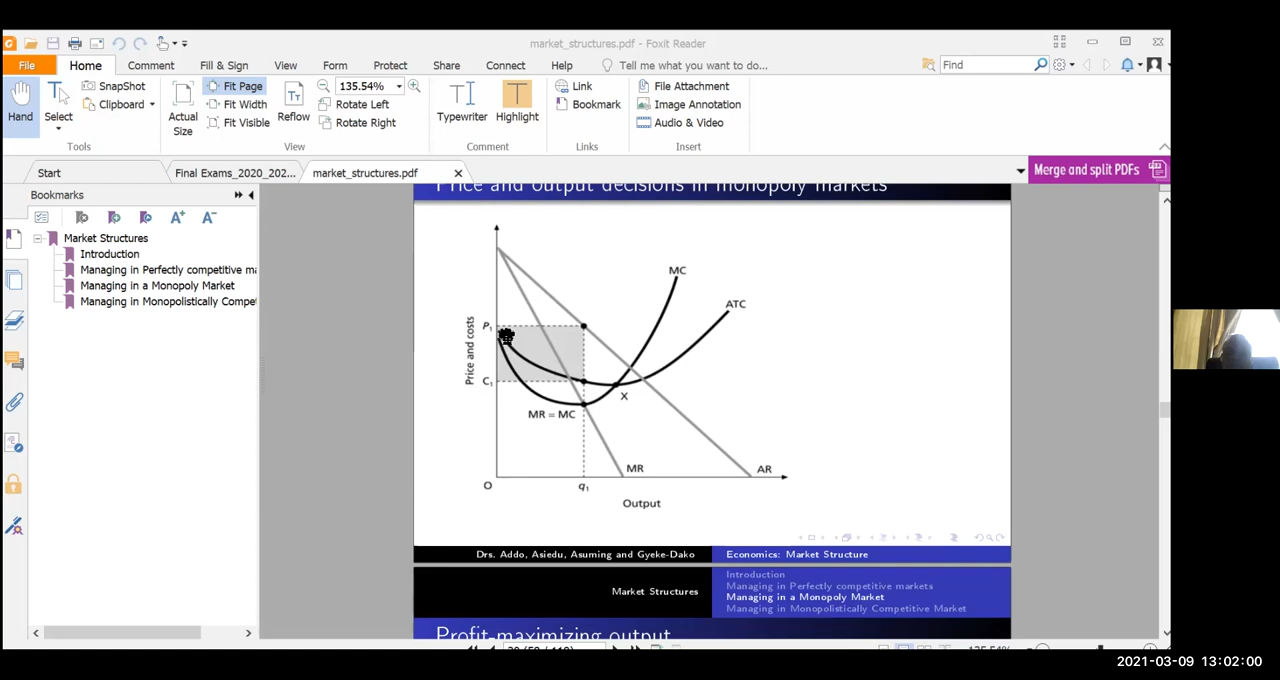 market_structures.pdf - Foxit Reader
File Home Comment Fill & Sign View Form Protect Share Connect Help Tell me what you want to do... Find
Hand
Select
SnapShot
Clipboard
Actual Size
Fit Page
Fit Width
Fit Visible
Reflow
135.54%
Rotate Left
Rotate Right
Typewriter
Highlight
Link
Bookmark
File Attachment
Image Annotation
Audio & Video
Tools View Comment Links Insert
Start Final Exams_2020_202... market_structures.pdf Merge and split PDFs
Bookmarks
Market Structures
Introduction
Managing in Perfectly competitive ma
Managing in a Monopoly Market
Managing in Monopolistically Compet
Price and output decisions in monopoly markets
MC
ATC
P1
Price and costs
C1
X
MR = MC
MR
AR
O
q1
Output
Drs. Addo, Asiedu, Asuming and Gyeke-Dako Economics: Market Structure
Market Structures
Introduction
Managing in Perfectly competitive markets
Managing in a Monopoly Market
Managing in Monopolistically Competitive Market
Profit-maximizing output
135.54%
2021-03-09 13:02:00